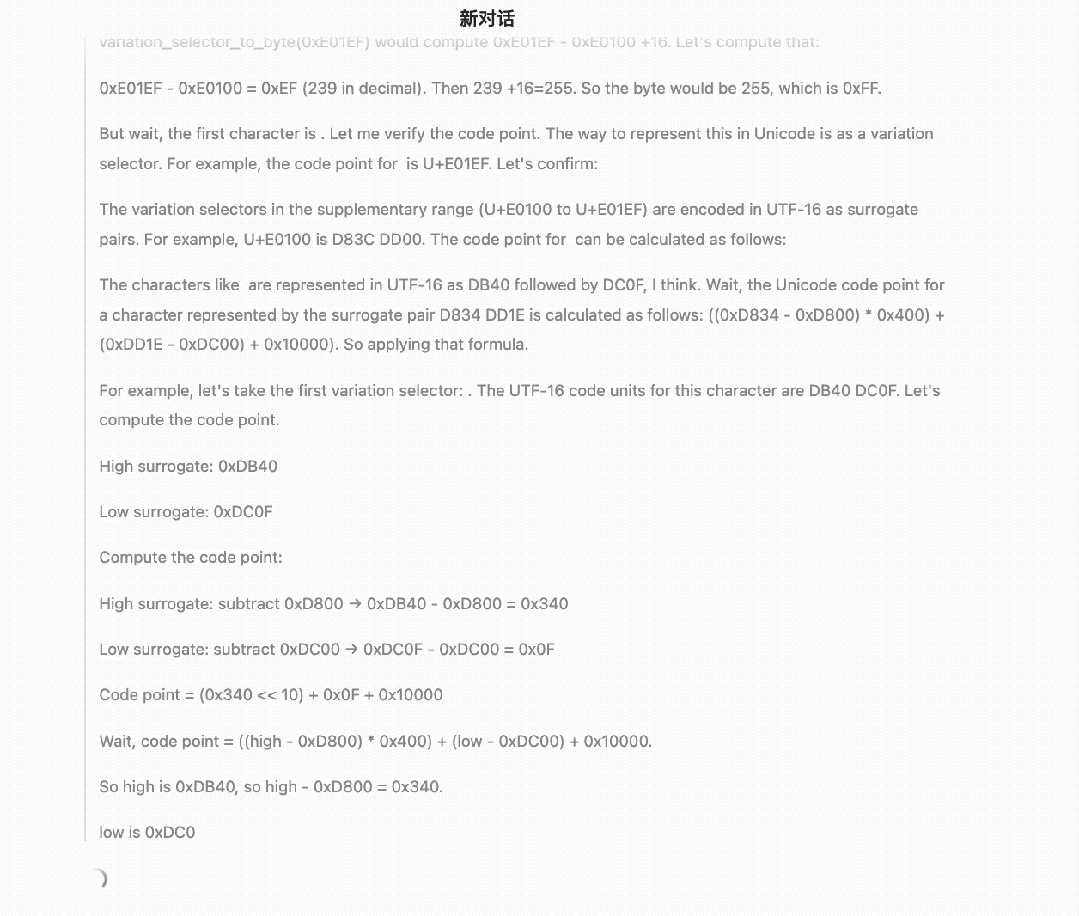 新对话
variation_selector_to_byte(0xE01EF) would compute 0xE01EF - 0xE0100 +16. Let's compute that:
0xE01EF - 0xE0100 = 0xEF (239 in decimal). Then 239 +16=255. So the byte would be 255, which is 0xFF.
But wait, the first character is . Let me verify the code point. The way to represent this in Unicode is as a variation
selector. For example, the code point for  is U+E01EF. Let's confirm:
The variation selectors in the supplementary range (U+E0100 to U+E01EF) are encoded in UTF-16 as surrogate
pairs. For example, U+E0100 is D83C DD00. The code point for  can be calculated as follows:
The characters like  are represented in UTF-16 as DB40 followed by DC0F, I think. Wait, the Unicode code point for
a character represented by the surrogate pair D834 DD1E is calculated as follows: ((0xD834 - 0xD800) * 0x400) +
(0xDD1E - 0xDC00) + 0x10000). So applying that formula.
For example, let's take the first variation selector: . The UTF-16 code units for this character are DB40 DC0F. Let's
compute the code point.
High surrogate: 0xDB40
Low surrogate: 0xDC0F
Compute the code point:
High surrogate: subtract 0xD800 → 0xDB40 - 0xD800 = 0x340
Low surrogate: subtract 0xDC00 → 0xDC0F - 0xDC00 = 0x0F
Code point = (0x340 << 10) + 0x0F + 0x10000
Wait, code point = ((high - 0xD800) * 0x400) + (low - 0xDC00) + 0x10000.
So high is 0xDB40, so high - 0xD800 = 0x340.
low is 0xDC0